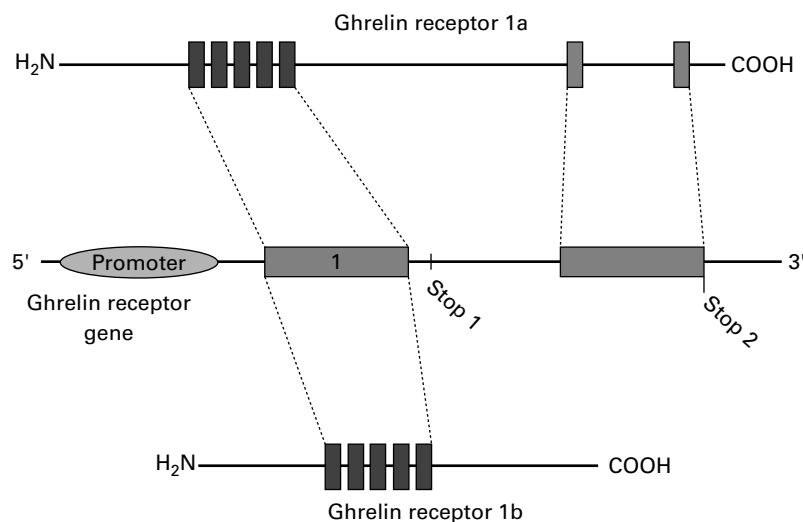 Ghrelin receptor 1a
H₂N
COOH
5'
Promoter
1
3'
Ghrelin receptor
gene
Stop 1
Stop 2
H₂N
COOH
Ghrelin receptor 1b